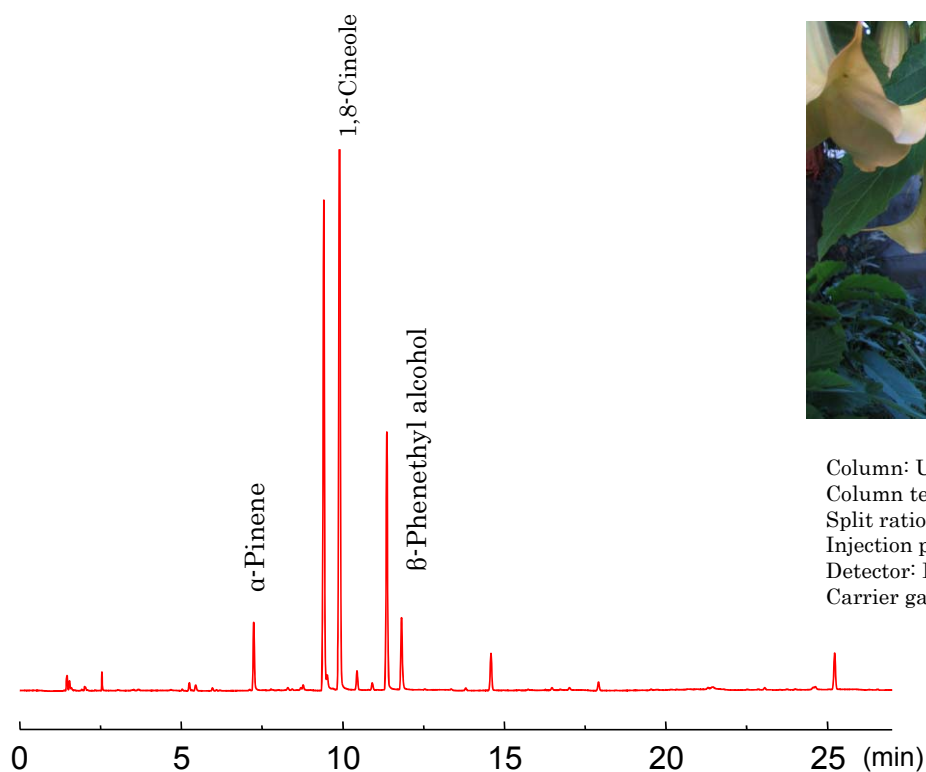 1,8-Cineole
β-Phenethyl alcohol
α-Pinene
Column:
Column
Split ratio
Injection
Detector:
Carrier
0 5 10 15 20 25 (min)